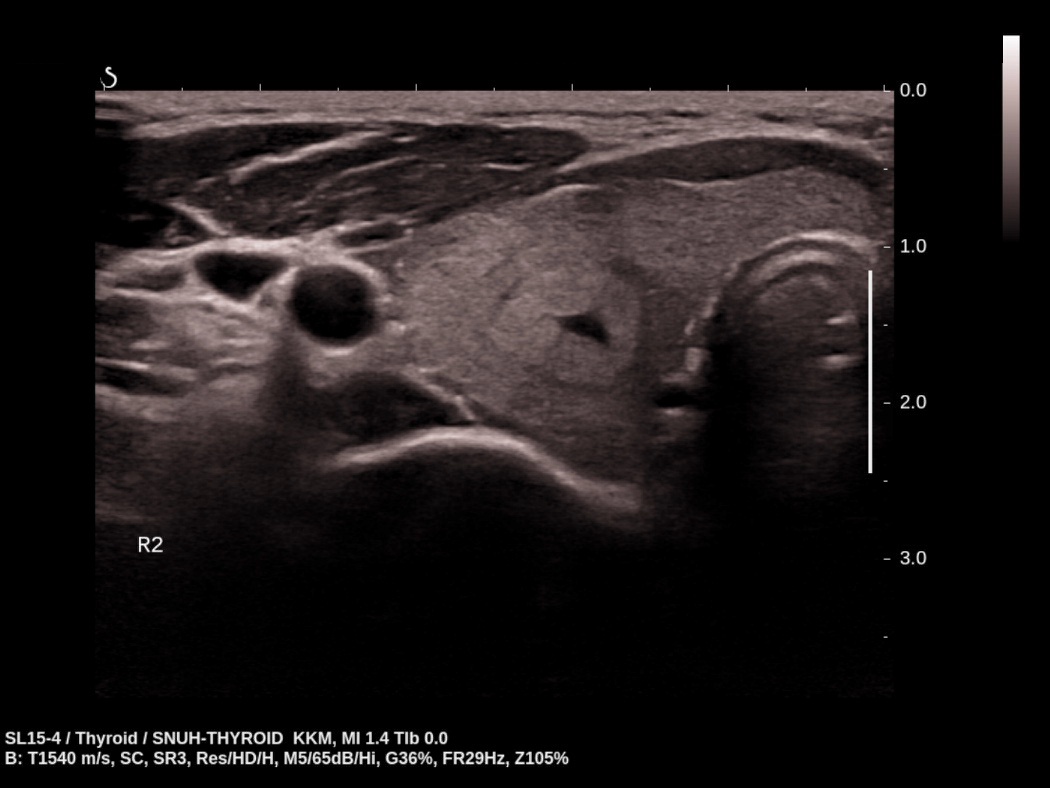 S
0.0
1.0
2.0
R2
3.0
SL15-4 / Thyroid / SNUH-THYROID KKM, MI 1.4 TIb 0.0
B: T1540 m/s, SC, SR3, Res/HD/H, M5/65dB/Hi, G36%, FR29Hz, Z105%